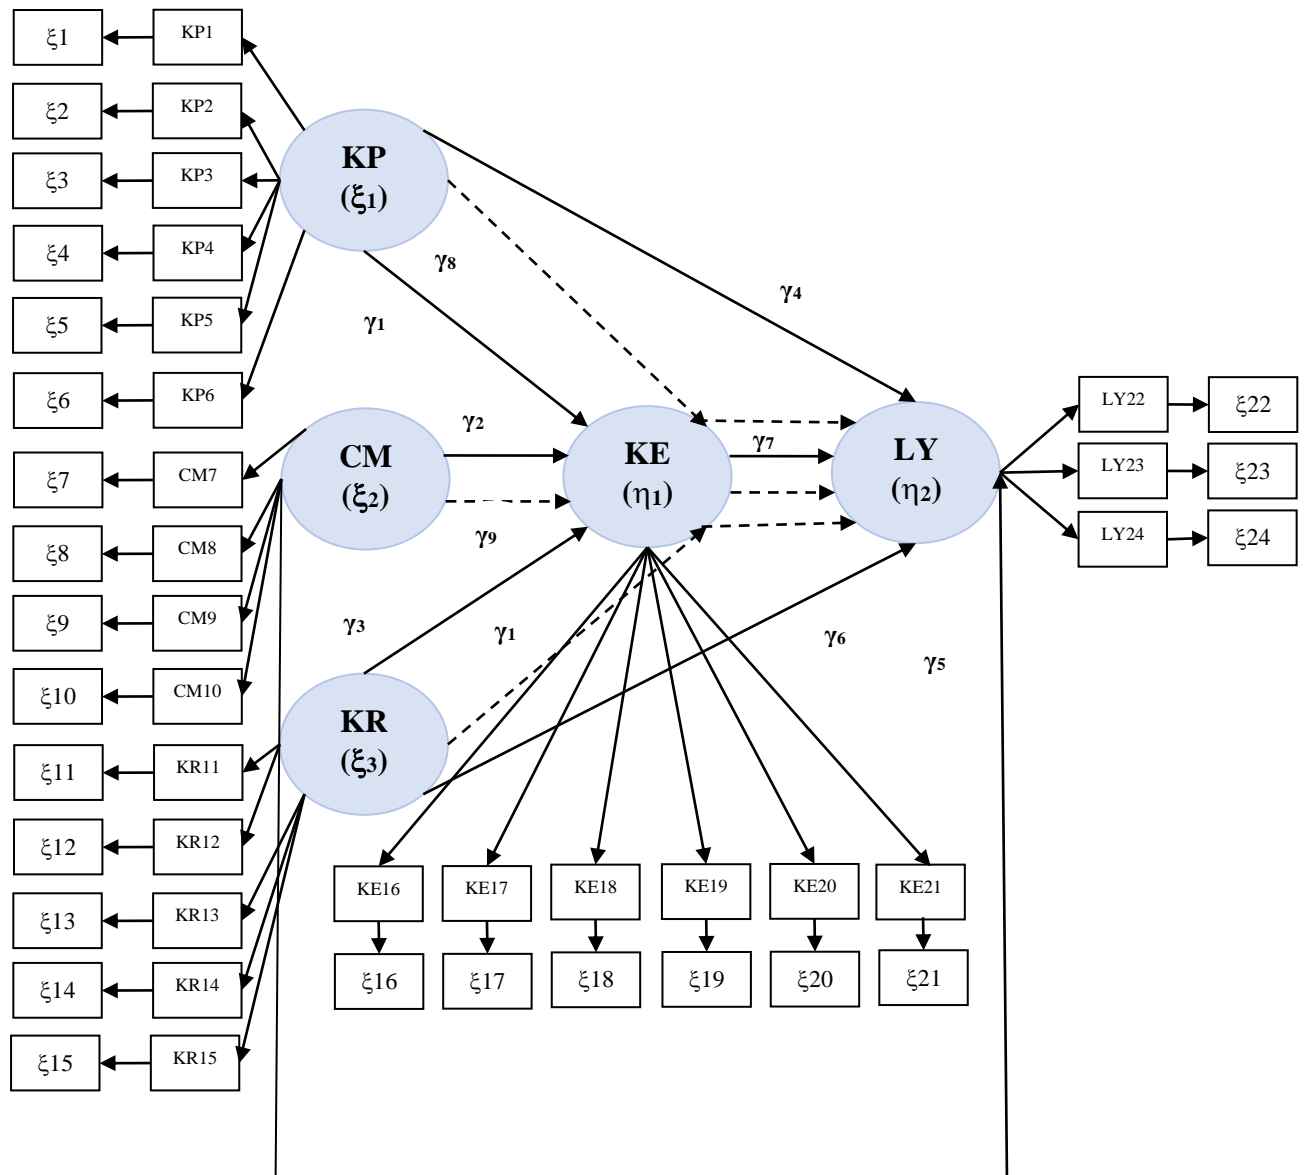 ξ1 KP1
ξ2 KP2
ξ3 KP3
ξ4 KP4
ξ5 KP5
ξ6 KP6
ξ7 CM7
ξ8 CM8
ξ9 CM9
ξ10 CM10
ξ11 KR11
ξ12 KR12
ξ13 KR13
ξ14 KR14
ξ15 KR15
KP
(ξ1)
CM
(ξ2)
KR
(ξ3)
γ8
γ1
γ4
γ2
γ9
γ3
γ1
γ7
γ6
γ5
KE
(η1)
LY
(η2)
LY22 ξ22
LY23 ξ23
LY24 ξ24
KE16 KE17 KE18 KE19 KE20 KE21
ξ16 ξ17 ξ18 ξ19 ξ20 ξ21